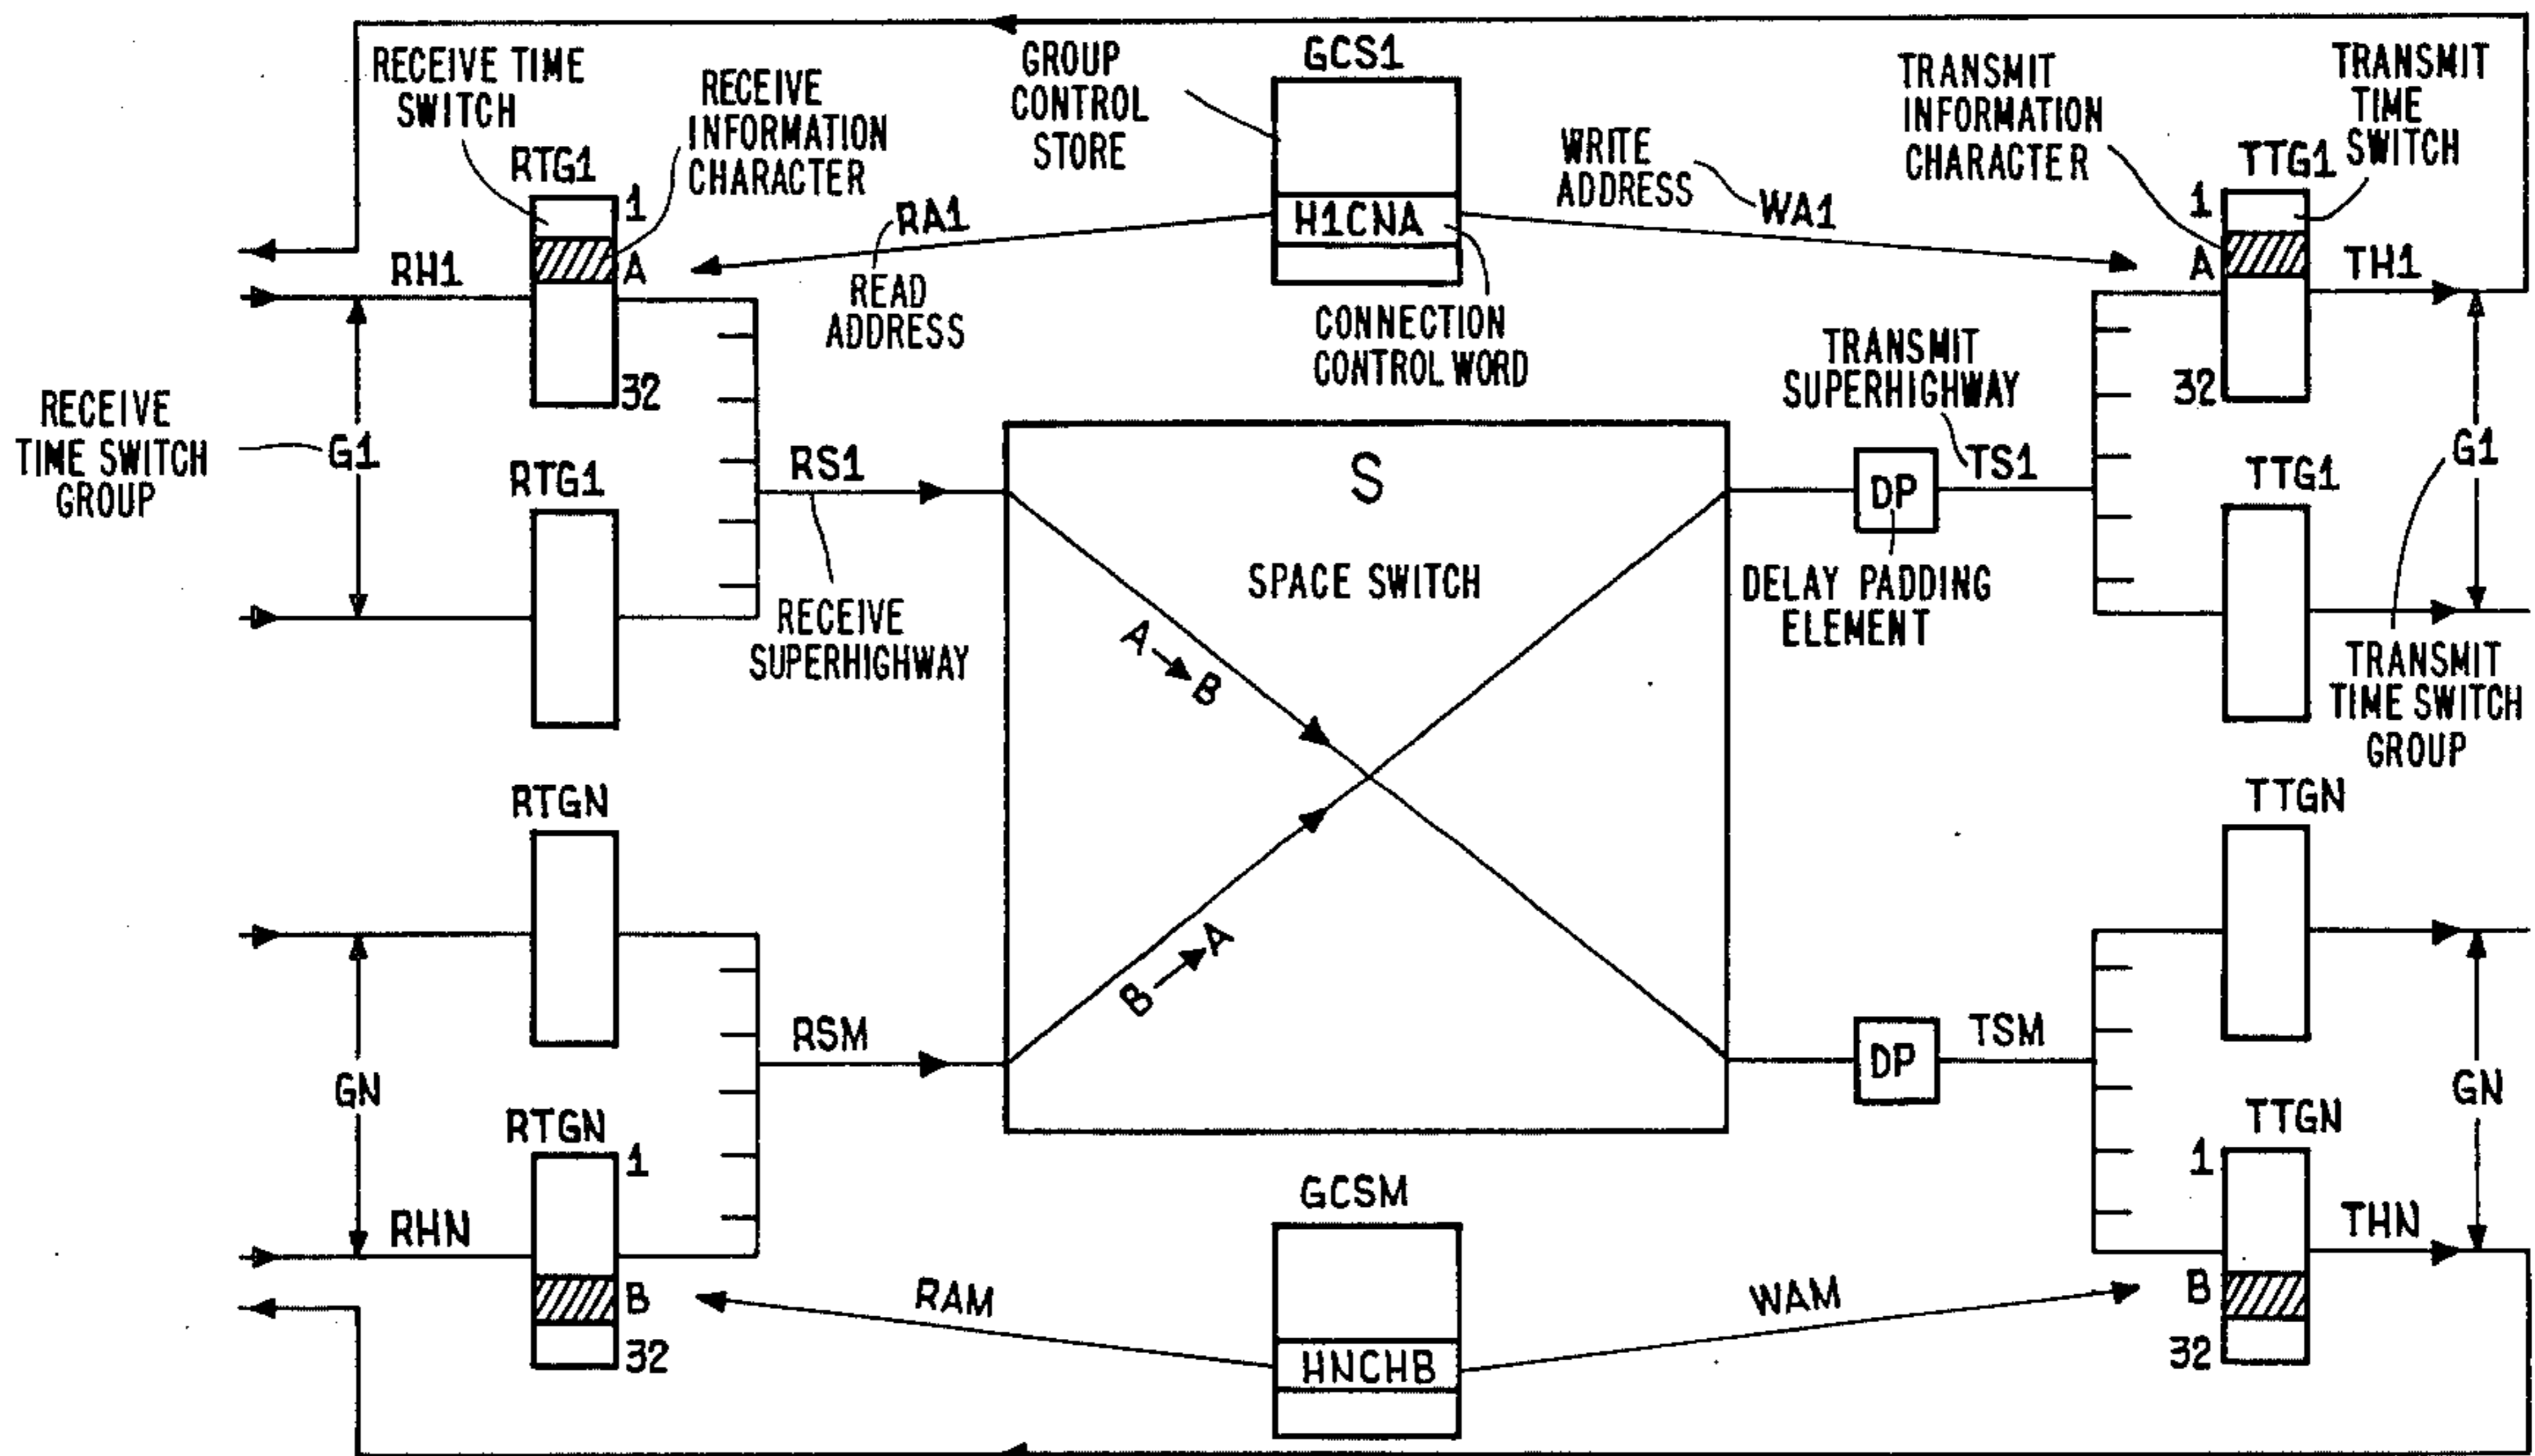 RECEIVE TIME
SWITCH
RTG1
RECEIVE
INFORMATION
CHARACTER
1
A
32
RH1
RA1
READ
ADDRESS
GROUP
CONTROL
STORE
GCS1
H1CNA
CONNECTION
CONTROL WORD
WRITE
ADDRESS
WA1
TRANSMIT
INFORMATION
CHARACTER
TRANSMIT
TIME
SWITCH
TTG1
1
A
32
TH1
RECEIVE
TIME SWITCH
GROUP
G1
RTG1
RS1
RECEIVE
SUPERHIGHWAY
S
SPACE SWITCH
A→B
B→A
TRANSMIT
SUPERHIGHWAY
TS1
DP
DELAY PADDING
ELEMENT
TTG1
G1
TRANSMIT
TIME SWITCH
GROUP
RTGN
GN
RSM
RTGN
1
B
32
RHN
RAM
GCSM
HNCHB
WAM
DP
TSM
TTGN
GN
TTGN
1
B
32
THN